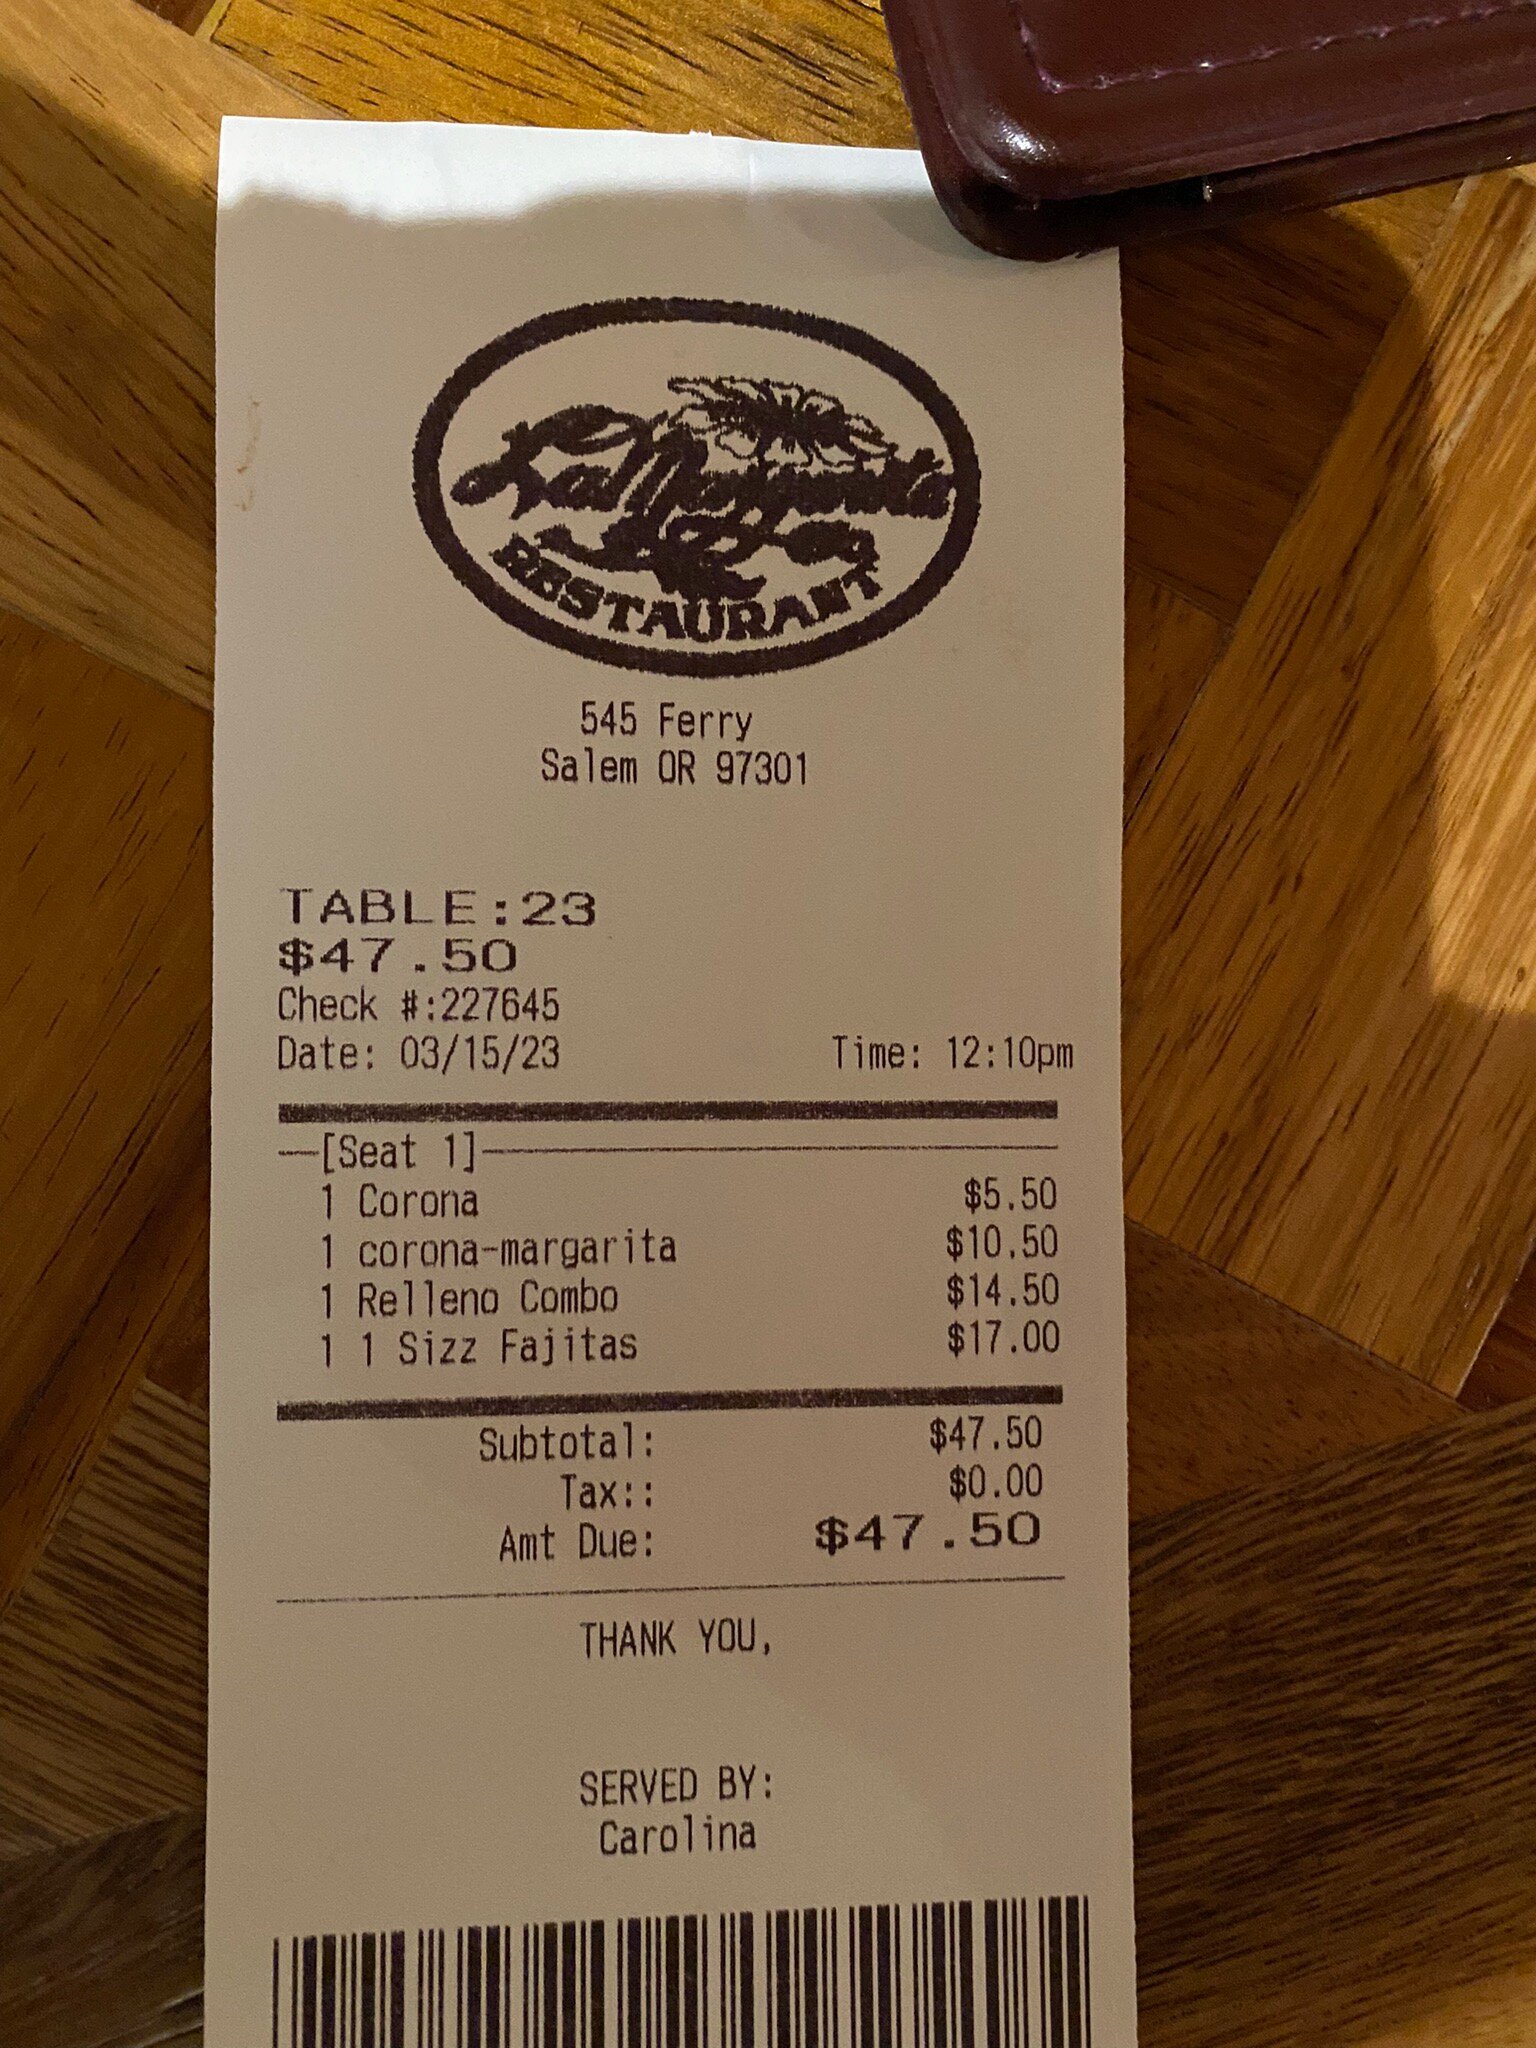 La Margarita
RESTAURANT
545 Ferry
Salem OR 97301
TABLE:23
$47.50
Check #:227645
Date: 03/15/23 Time: 12:10pm
[Seat 1]
1 Corona $5.50
1 corona-margarita $10.50
1 Relleno Combo $14.50
1 1 Sizz Fajitas $17.00
Subtotal: $47.50
Tax:: $0.00
Amt Due: $47.50
THANK YOU,
SERVED BY:
Carolina